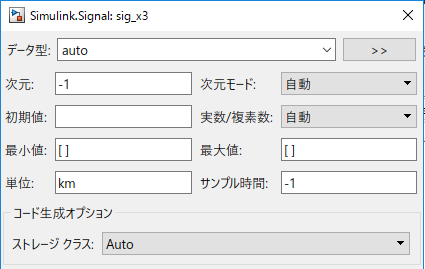 Simulink.Signal: sig_x3
データ型: auto >>
次元: -1 次元モード: 自動
初期値: 実数/複素数: 自動
最小値: [ ] 最大値: [ ]
単位: km サンプル時間: -1
コード生成オプション
ストレージ クラス: Auto